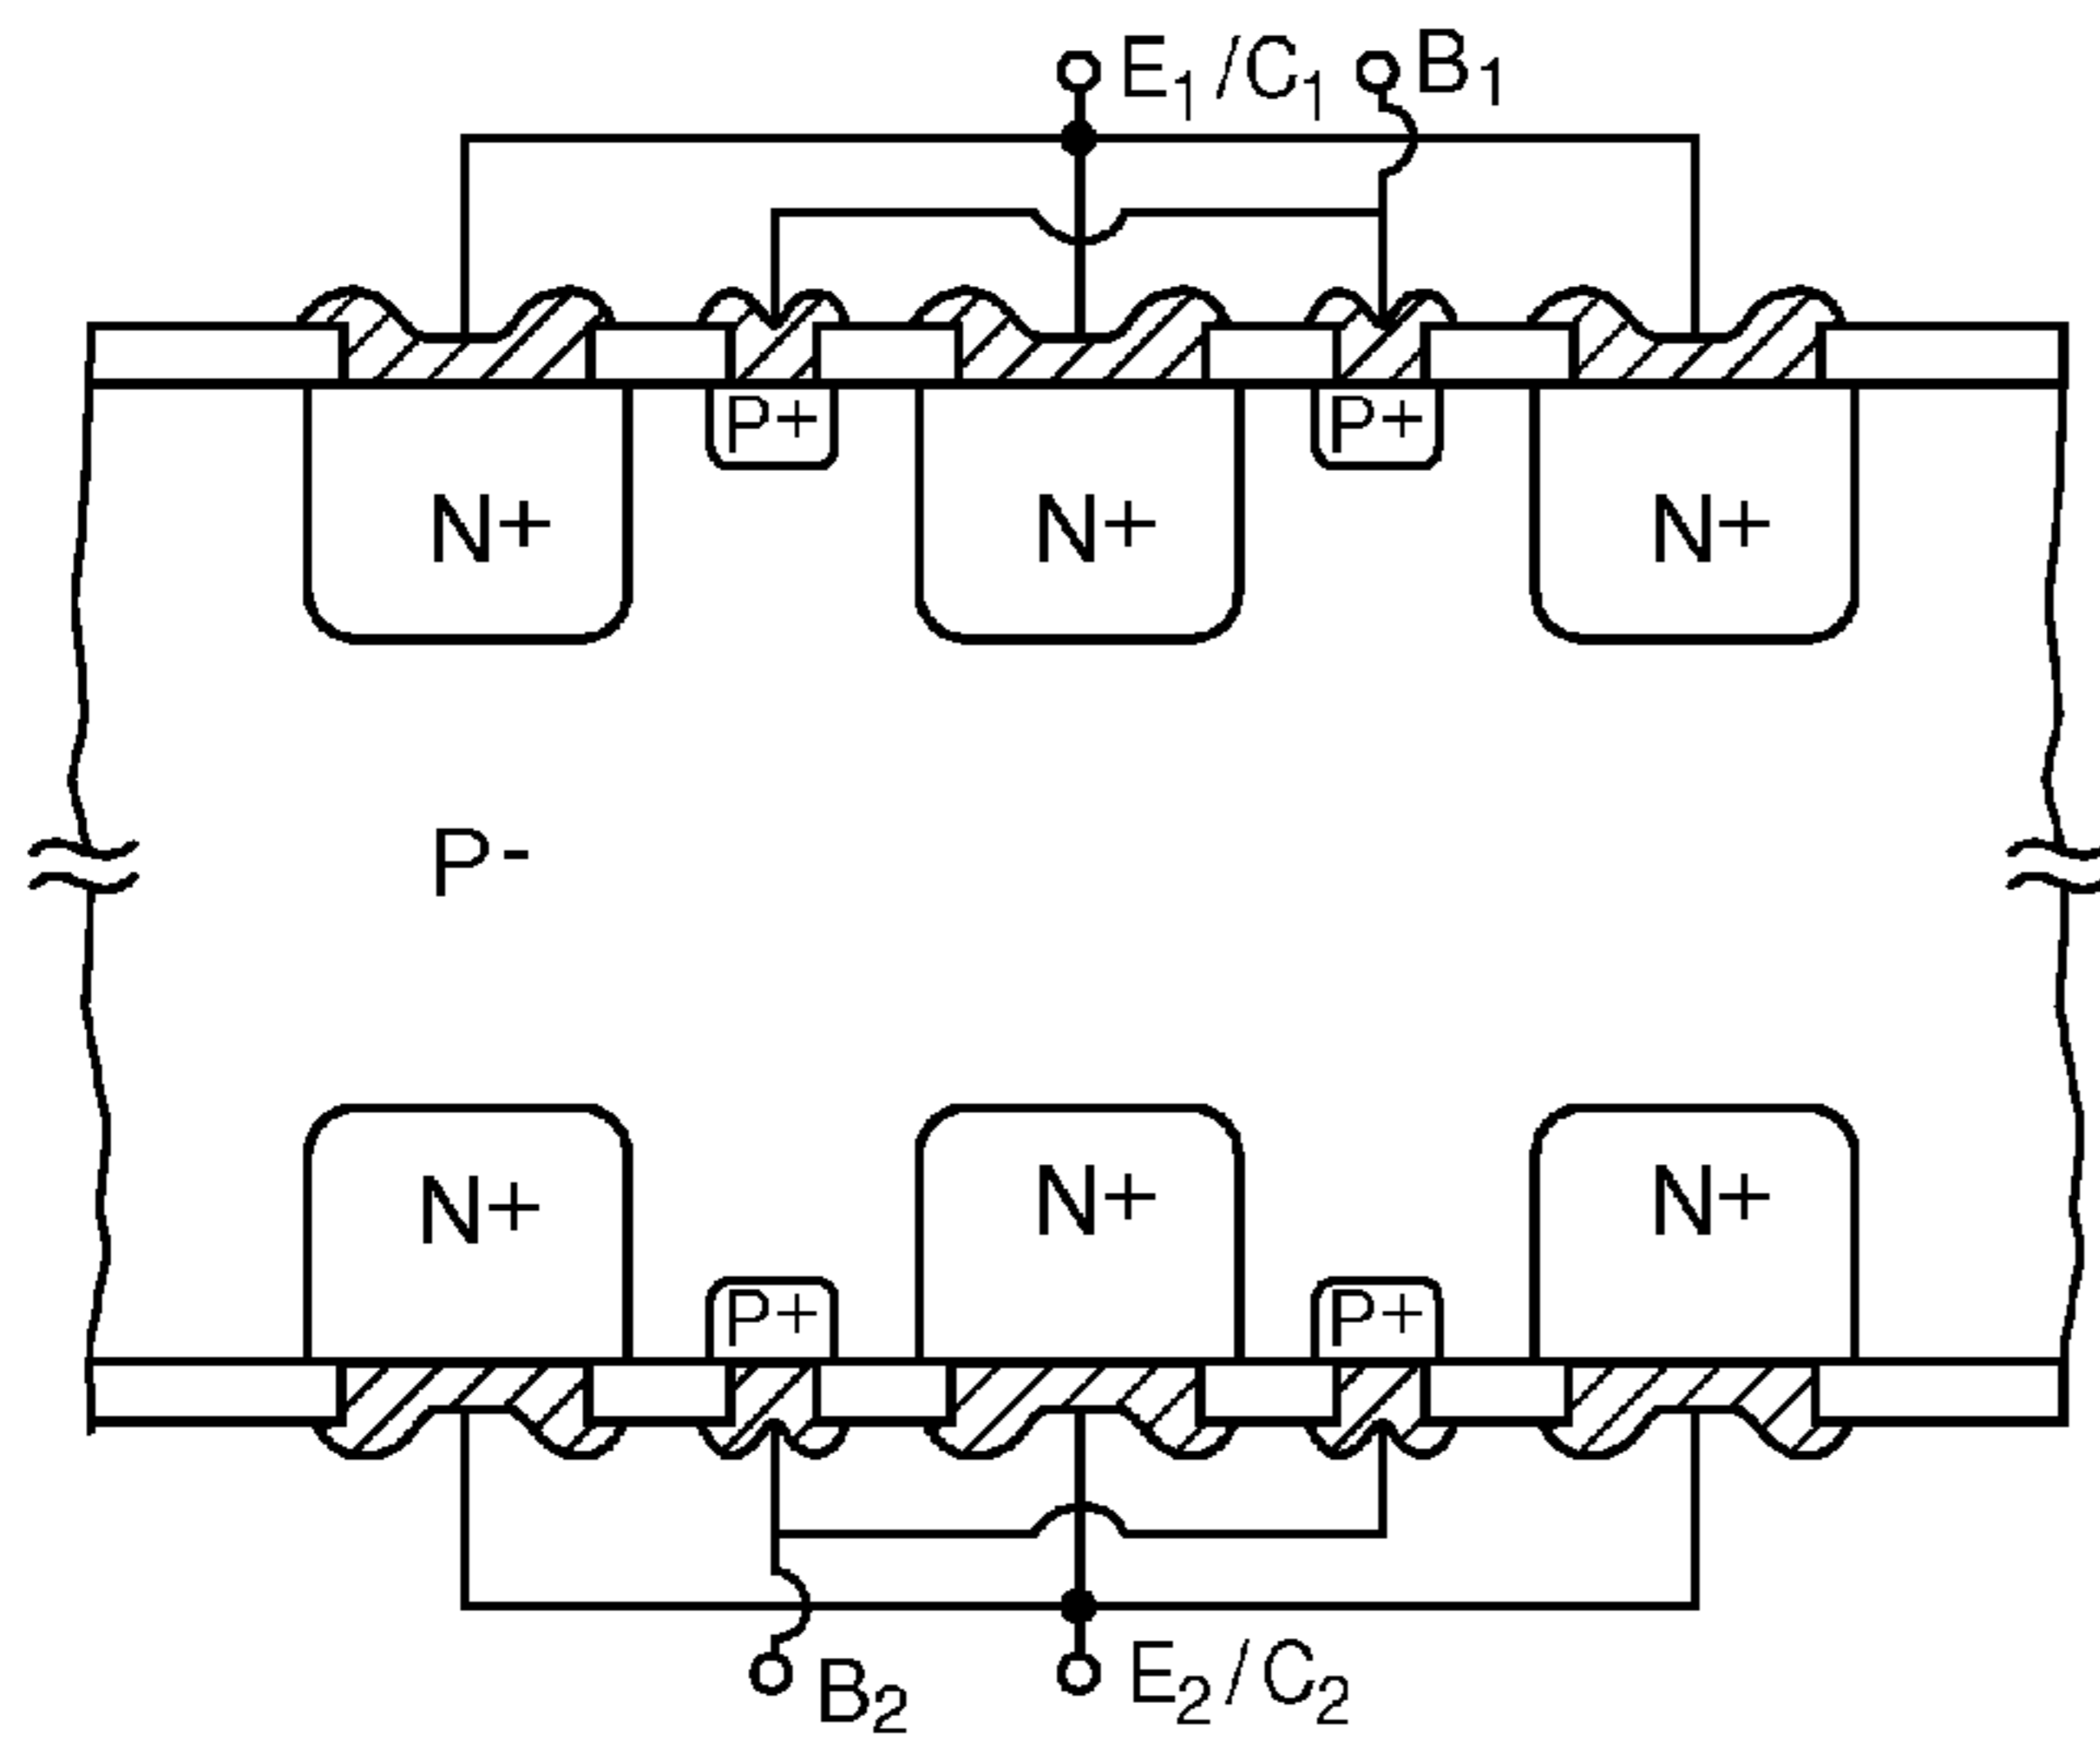 E1/C1 B1
P+ P+
N+ N+ N+
P-
N+ N+ N+
P+ P+
B2 E2/C2